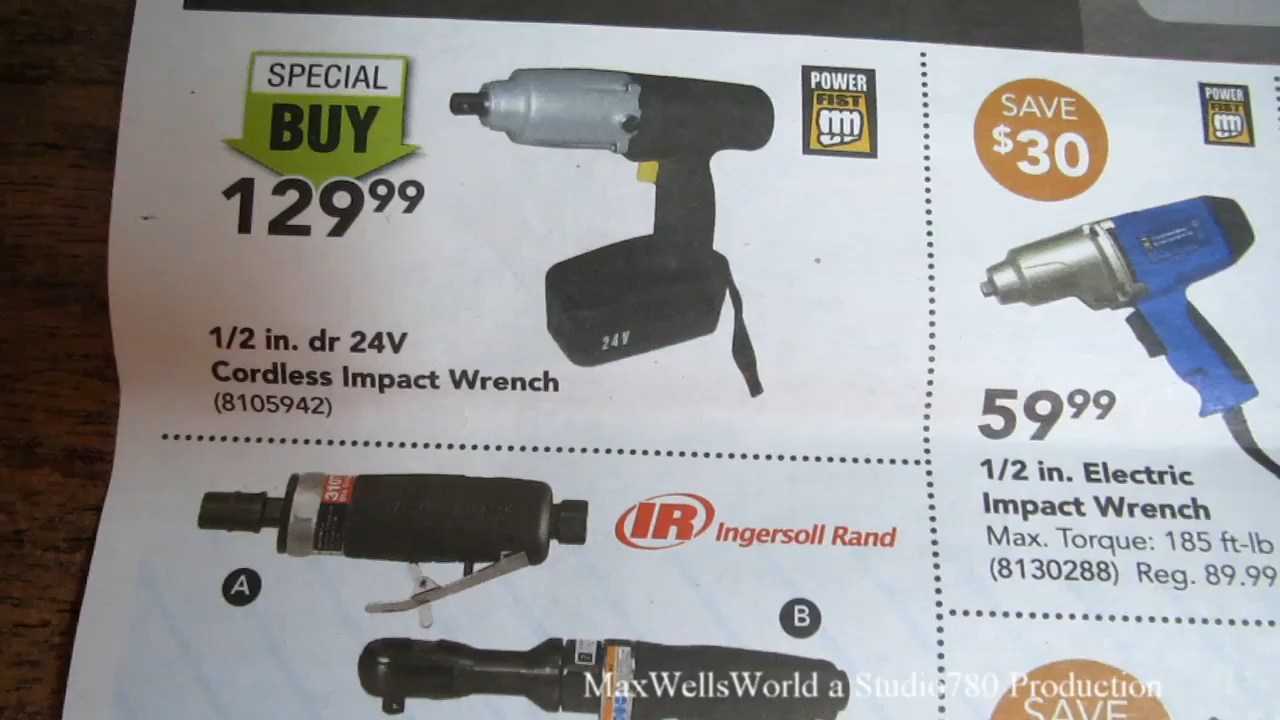 SPECIAL
BUY
129.99
POWER
FIST
24V
1/2 in. dr 24V
Cordless Impact Wrench
(8105942)
SAVE
$30
POWER
FIST
59.99
1/2 in. Electric
Impact Wrench
Max. Torque: 185 ft-lb
(8130288) Reg. 89.99
310
IR Ingersoll Rand
A
B
SAVE
MaxWellsWorld a Studio780 Production